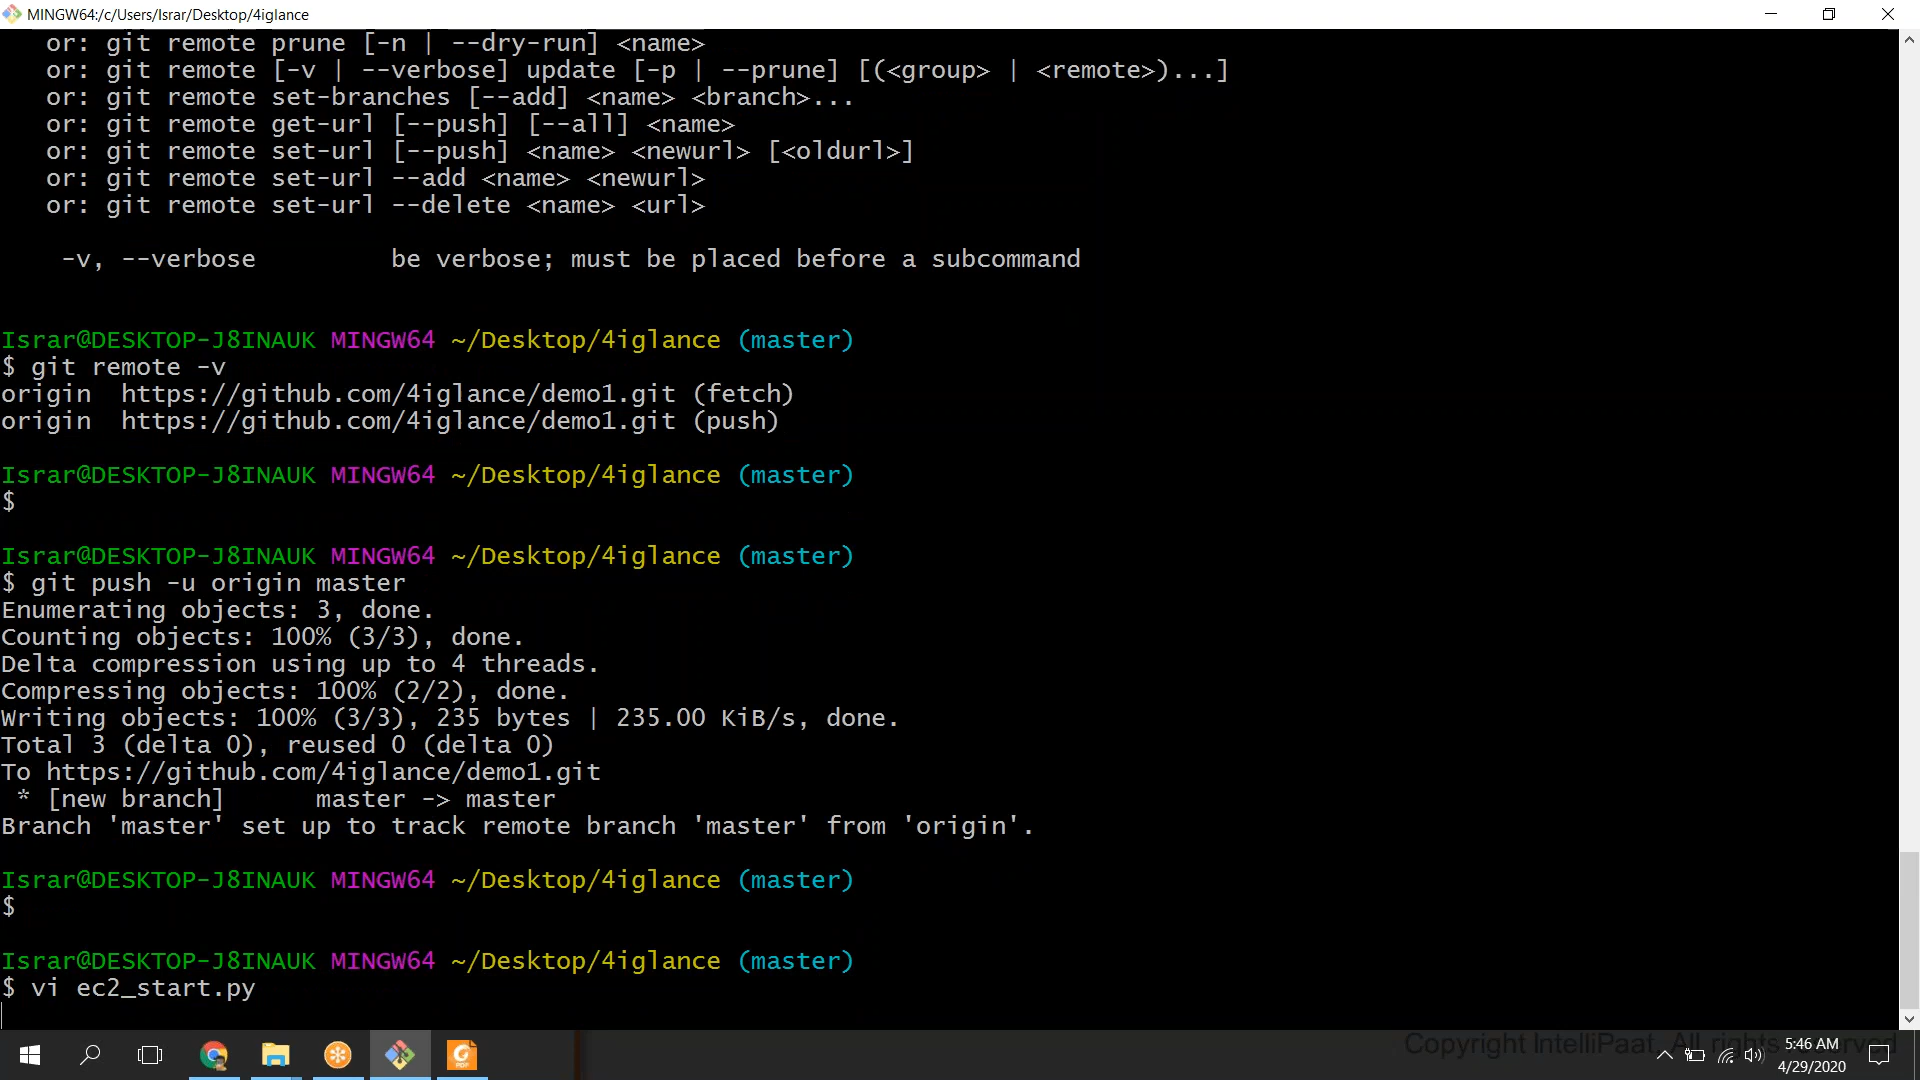 MINGW64:/c/Users/Israr/Desktop/4iglance
or: git remote prune [-n | --dry-run] <name>
or: git remote [-v | --verbose] update [-p | --prune] [(<group> | <remote>)...]
or: git remote set-branches [--add] <name> <branch>...
or: git remote get-url [--push] [--all] <name>
or: git remote set-url [--push] <name> <newurl> [<oldurl>]
or: git remote set-url --add <name> <newurl>
or: git remote set-url --delete <name> <url>
-v, --verbose be verbose; must be placed before a subcommand
Israr@DESKTOP-J8INAUK MINGW64 ~/Desktop/4iglance (master)
$ git remote -v
origin https://github.com/4iglance/demo1.git (fetch)
origin https://github.com/4iglance/demo1.git (push)
Israr@DESKTOP-J8INAUK MINGW64 ~/Desktop/4iglance (master)
$
Israr@DESKTOP-J8INAUK MINGW64 ~/Desktop/4iglance (master)
$ git push -u origin master
Enumerating objects: 3, done.
Counting objects: 100% (3/3), done.
Delta compression using up to 4 threads.
Compressing objects: 100% (2/2), done.
Writing objects: 100% (3/3), 235 bytes | 235.00 KiB/s, done.
Total 3 (delta 0), reused 0 (delta 0)
To https://github.com/4iglance/demo1.git
* [new branch] master -> master
Branch 'master' set up to track remote branch 'master' from 'origin'.
Israr@DESKTOP-J8INAUK MINGW64 ~/Desktop/4iglance (master)
$
Israr@DESKTOP-J8INAUK MINGW64 ~/Desktop/4iglance (master)
$ vi ec2_start.py
Copyright IntelliPaat, All rights reserved
5:46 AM
4/29/2020